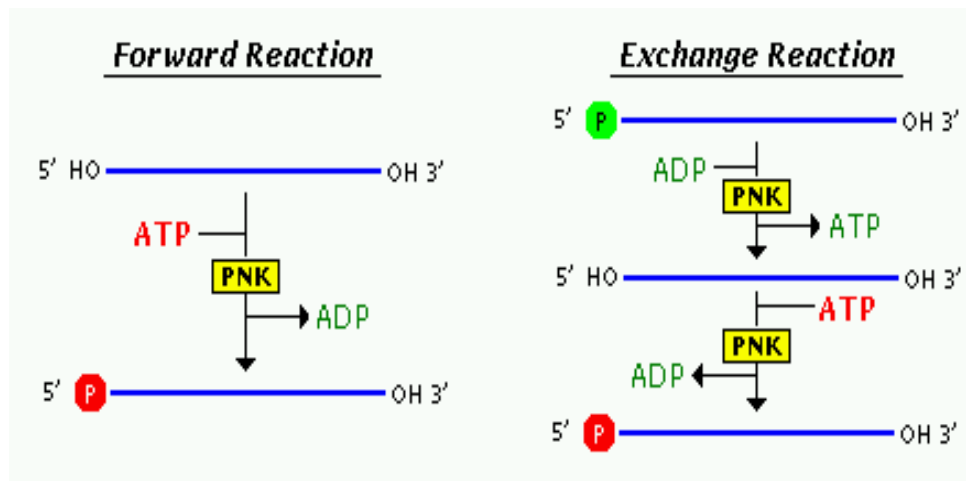 Forward Reaction
5' HO OH 3'
ATP
PNK
ADP
5' P OH 3'
Exchange Reaction
5' P OH 3'
ADP
PNK
ATP
5' HO OH 3'
ATP
PNK
ADP
5' P OH 3'